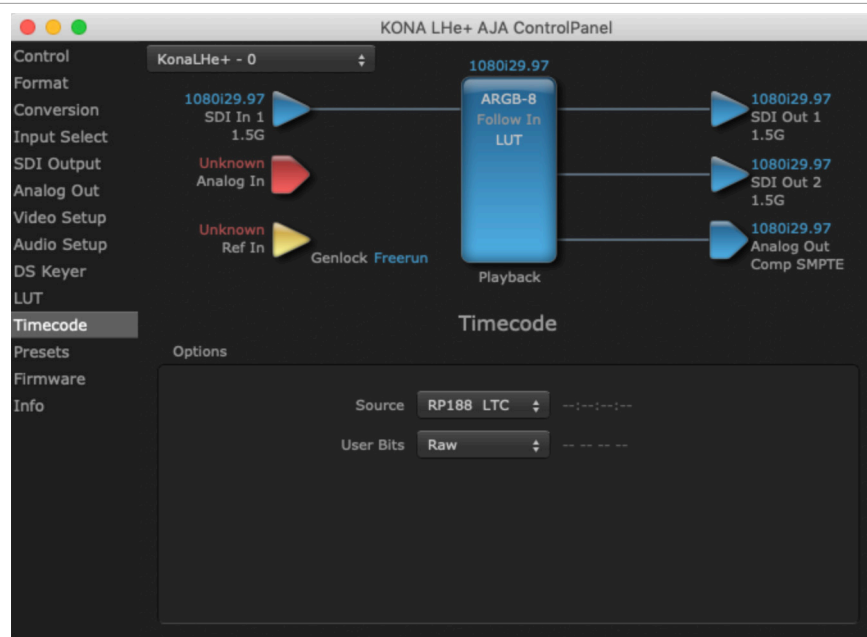 KONA LHe+ AJA ControlPanel
Control
Format
Conversion
Input Select
SDI Output
Analog Out
Video Setup
Audio Setup
DS Keyer
LUT
Timecode
Presets
Firmware
Info
KonaLHe+ - 0
1080i29.97
SDI In 1
1.5G
Unknown
Analog In
Unknown
Ref In
Genlock Freerun
1080i29.97
ARGB-8
Follow In
LUT
Playback
1080i29.97
SDI Out 1
1.5G
1080i29.97
SDI Out 2
1.5G
1080i29.97
Analog Out
Comp SMPTE
Timecode
Options
Source RP188 LTC --:--:--:--
User Bits Raw -- -- -- --